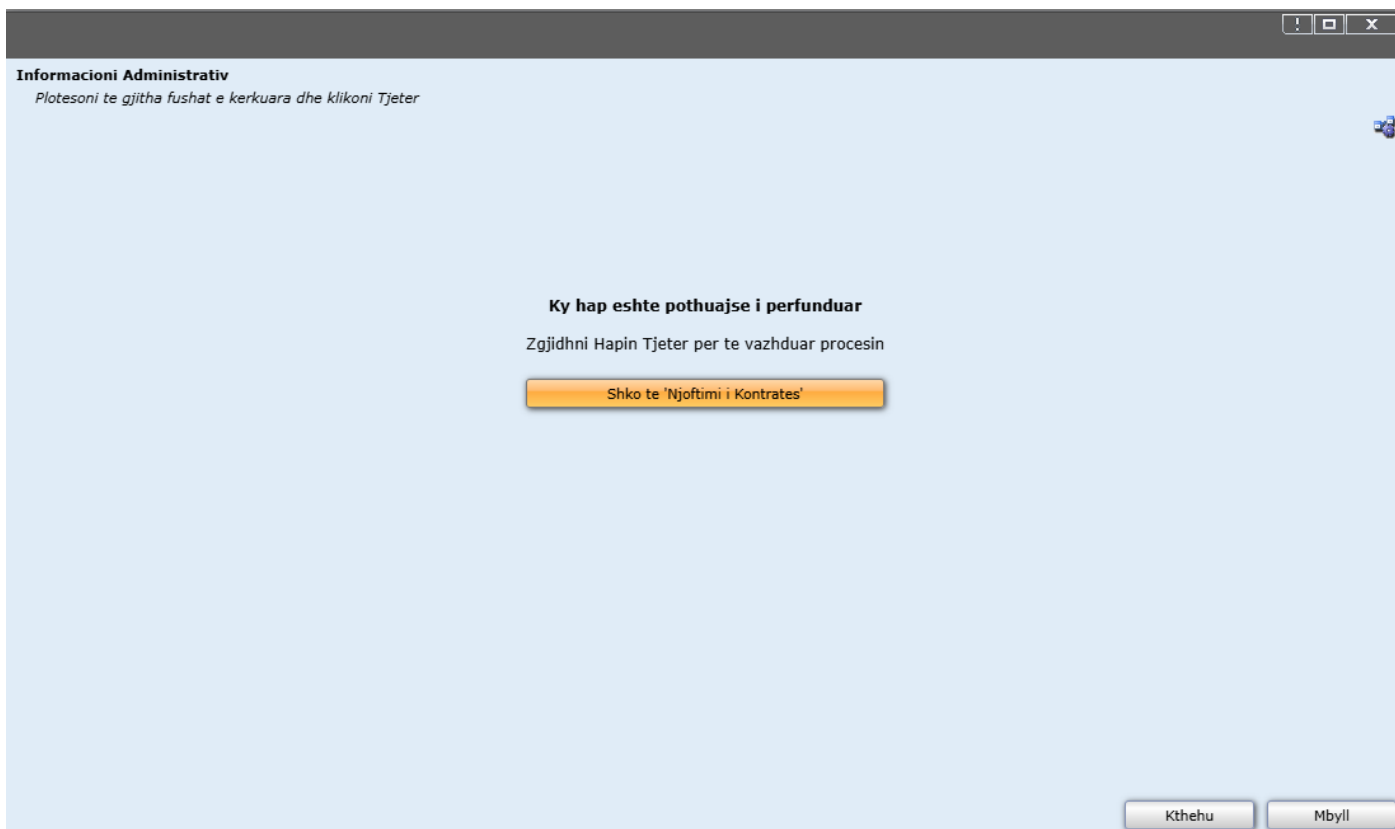 Informacioni Administrativ
Plotesoni te gjitha fushat e kerkuara dhe klikoni Tjeter
Ky hap eshte pothuajse i perfunduar
Zgjidhni Hapin Tjeter per te vazhduar procesin
Shko te 'Njoftimi i Kontrates'
Kthehu Mbyll